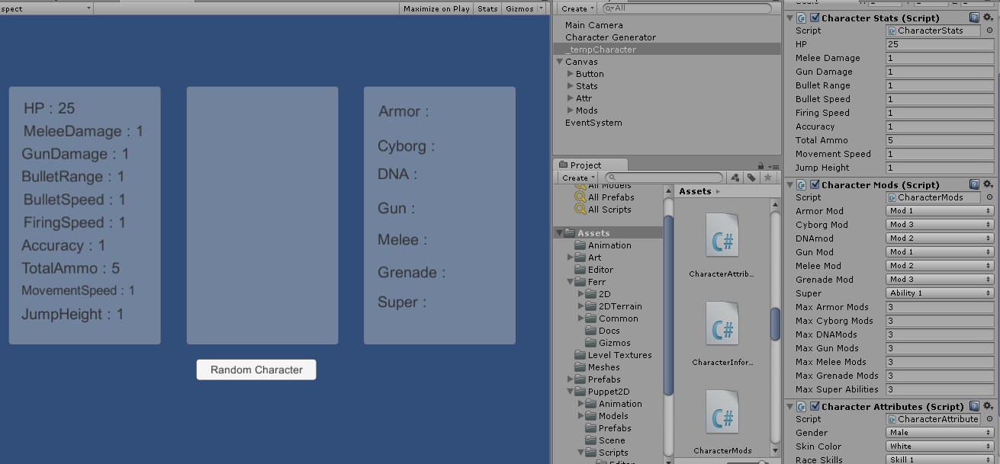 spect
Maximize on Play Stats Gizmos
HP : 25
MeleeDamage : 1
GunDamage : 1
BulletRange : 1
BulletSpeed : 1
FiringSpeed : 1
Accuracy : 1
TotalAmmo : 5
MovementSpeed : 1
JumpHeight : 1
Armor :
Cyborg :
DNA :
Gun :
Melee :
Grenade :
Super :
Random Character
Create All
Main Camera
Character Generator
_tempCharacter
Canvas
Button
Stats
Attr
Mods
EventSystem
Project
Create
All Models
All Prefabs
All Scripts
Assets
Animation
Art
Editor
Ferr
2D
2DTerrain
Common
Docs
Gizmos
Level Textures
Meshes
Prefabs
Puppet2D
Animation
Models
Prefabs
Scene
Scripts
Editor
Assets
C#
CharacterAttrib...
C#
CharacterInfor...
C#
CharacterMods
Character Stats (Script)
Script CharacterStats
HP 25
Melee Damage 1
Gun Damage 1
Bullet Range 1
Bullet Speed 1
Firing Speed 1
Accuracy 1
Total Ammo 5
Movement Speed 1
Jump Height 1
Character Mods (Script)
Script CharacterMods
Armor Mod Mod 1
Cyborg Mod Mod 3
DNAmod Mod 2
Gun Mod Mod 1
Melee Mod Mod 2
Grenade Mod Mod 3
Super Ability 1
Max Armor Mods 3
Max Cyborg Mods 3
Max DNAMods 3
Max Gun Mods 3
Max Melee Mods 3
Max Grenade Mods 3
Max Super Abilities 3
Character Attributes (Script)
Script CharacterAttribute
Gender Male
Skin Color White
Race Skills Skill 1